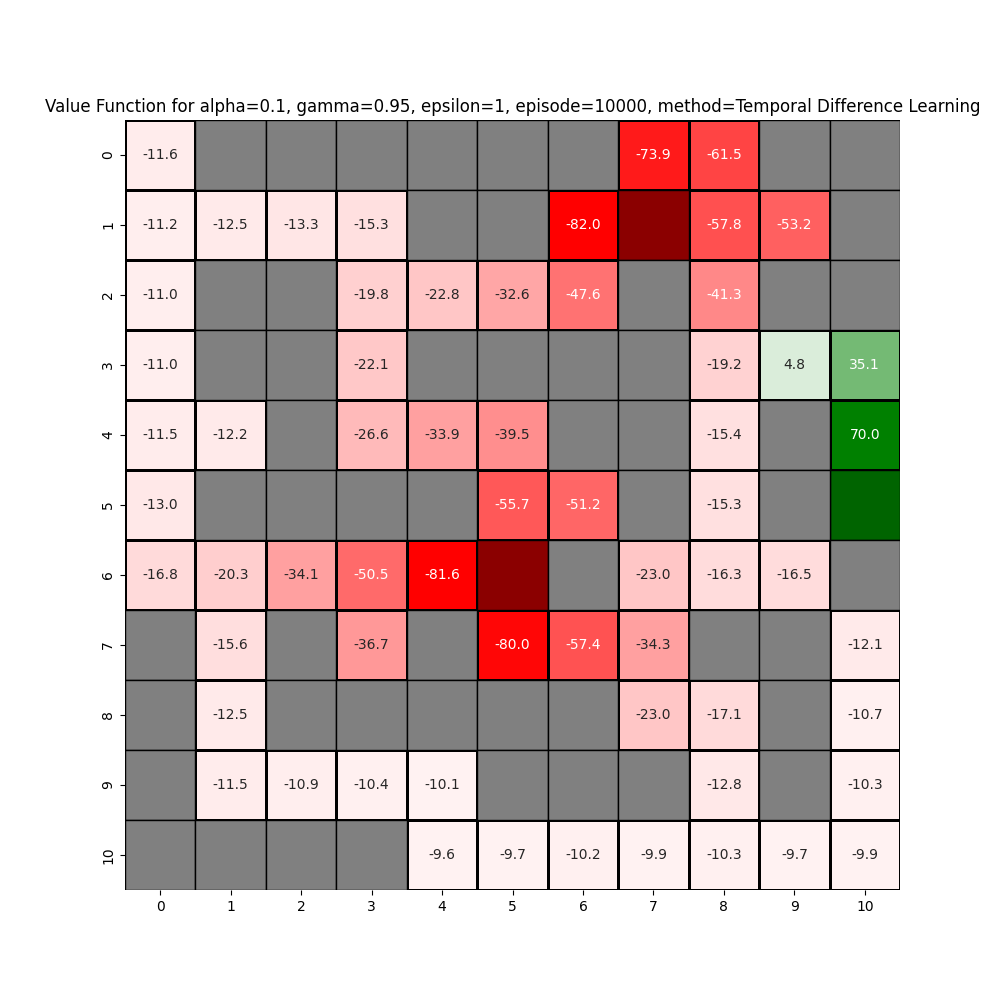 Value Function for alpha=0.1, gamma=0.95, epsilon=1, episode=10000, method=Temporal Difference Learning
0 -11.6 -73.9 -61.5
1 -11.2 -12.5 -13.3 -15.3 -82.0 -57.8 -53.2
2 -11.0 -19.8 -22.8 -32.6 -47.6 -41.3
3 -11.0 -22.1 -19.2 4.8 35.1
4 -11.5 -12.2 -26.6 -33.9 -39.5 -15.4 70.0
5 -13.0 -55.7 -51.2 -15.3
6 -16.8 -20.3 -34.1 -50.5 -81.6 -23.0 -16.3 -16.5
7 -15.6 -36.7 -80.0 -57.4 -34.3 -12.1
8 -12.5 -23.0 -17.1 -10.7
9 -11.5 -10.9 -10.4 -10.1 -12.8 -10.3
10 -9.6 -9.7 -10.2 -9.9 -10.3 -9.7 -9.9
0 1 2 3 4 5 6 7 8 9 10